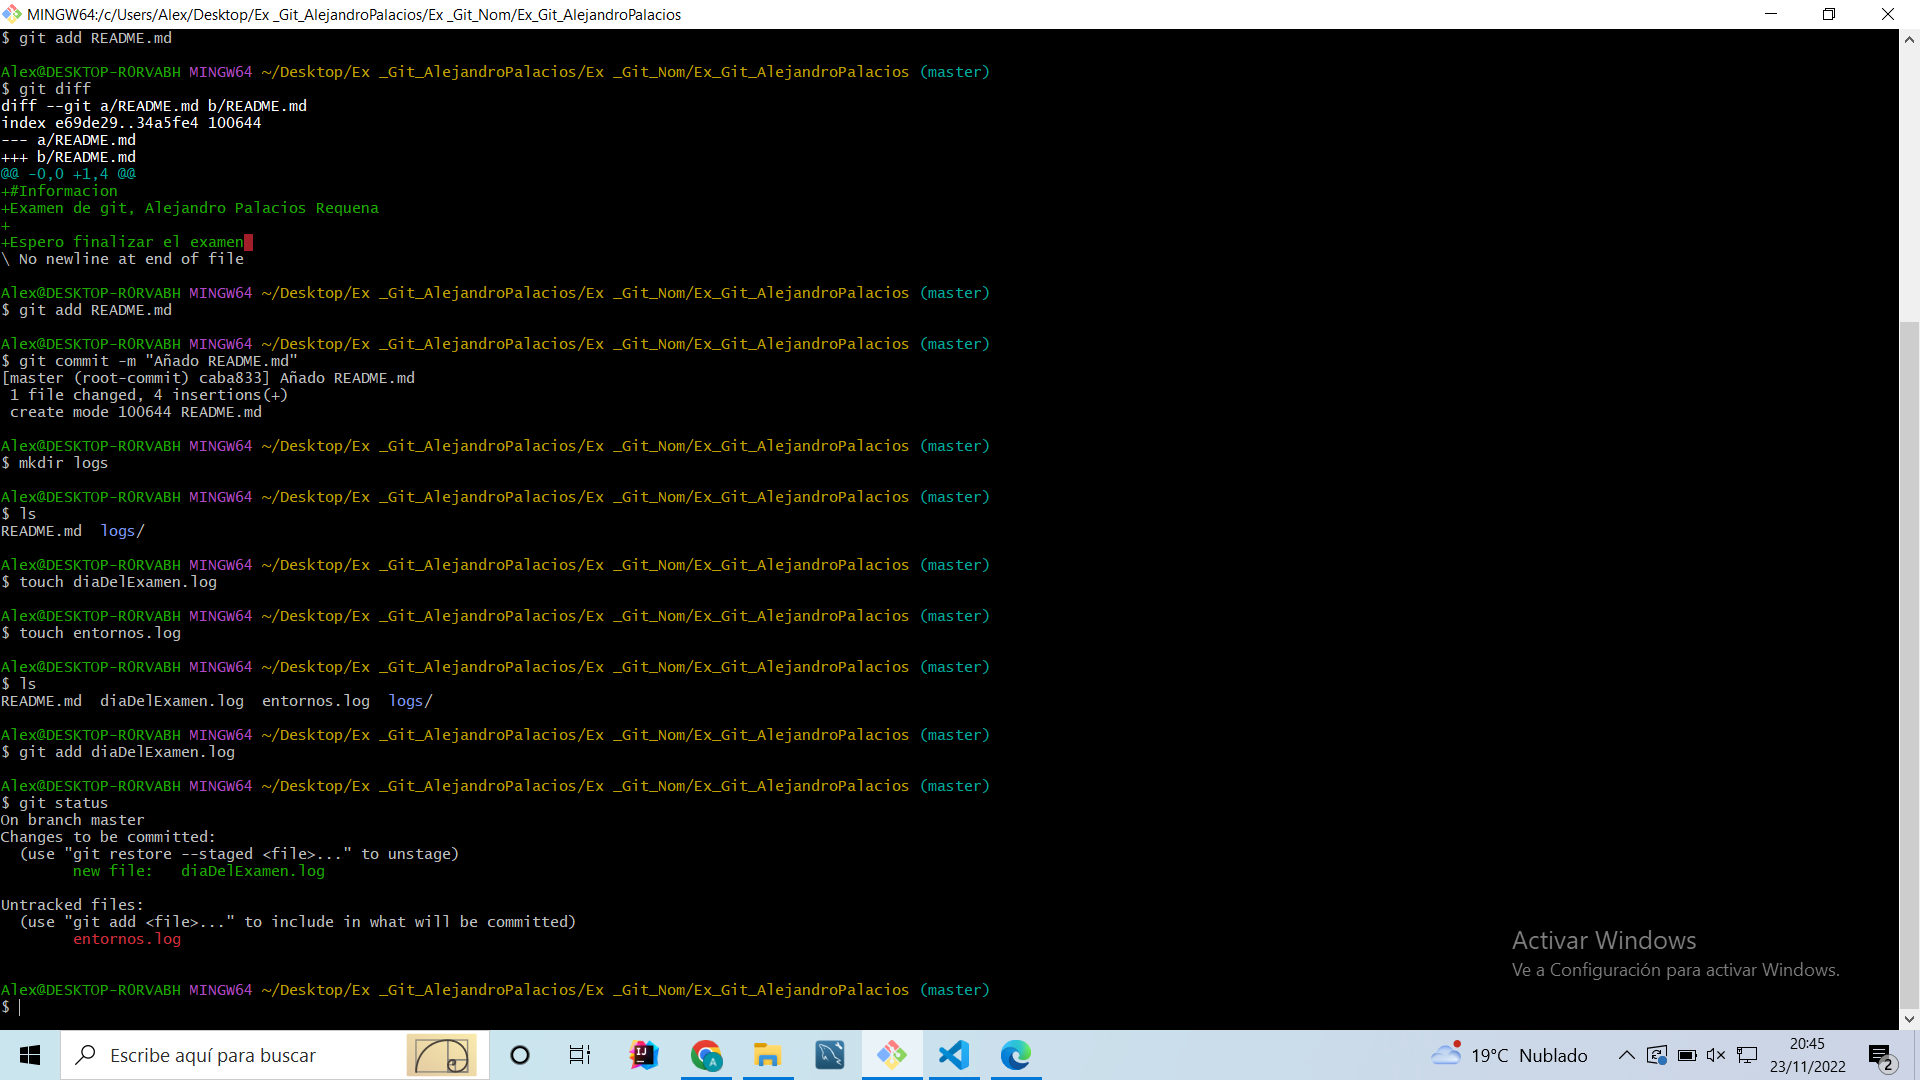 MINGW64:/c/Users/Alex/Desktop/Ex _Git_AlejandroPalacios/Ex _Git_Nom/Ex_Git_AlejandroPalacios
$ git add README.md
Alex@DESKTOP-RORVABH MINGW64 ~/Desktop/Ex _Git_AlejandroPalacios/Ex _Git_Nom/Ex_Git_AlejandroPalacios (master)
$ git diff
diff --git a/README.md b/README.md
index e69de29..34a5fe4 100644
--- a/README.md
+++ b/README.md
@@ -0,0 +1,4 @@
+#Informacion
+Examen de git, Alejandro Palacios Requena
+
+Espero finalizar el examen
\ No newline at end of file
Alex@DESKTOP-RORVABH MINGW64 ~/Desktop/Ex _Git_AlejandroPalacios/Ex _Git_Nom/Ex_Git_AlejandroPalacios (master)
$ git add README.md
Alex@DESKTOP-RORVABH MINGW64 ~/Desktop/Ex _Git_AlejandroPalacios/Ex _Git_Nom/Ex_Git_AlejandroPalacios (master)
$ git commit -m "Añado README.md"
[master (root-commit) caba833] Añado README.md
 1 file changed, 4 insertions(+)
 create mode 100644 README.md
Alex@DESKTOP-RORVABH MINGW64 ~/Desktop/Ex _Git_AlejandroPalacios/Ex _Git_Nom/Ex_Git_AlejandroPalacios (master)
$ mkdir logs
Alex@DESKTOP-RORVABH MINGW64 ~/Desktop/Ex _Git_AlejandroPalacios/Ex _Git_Nom/Ex_Git_AlejandroPalacios (master)
$ ls
README.md  logs/
Alex@DESKTOP-RORVABH MINGW64 ~/Desktop/Ex _Git_AlejandroPalacios/Ex _Git_Nom/Ex_Git_AlejandroPalacios (master)
$ touch diaDelExamen.log
Alex@DESKTOP-RORVABH MINGW64 ~/Desktop/Ex _Git_AlejandroPalacios/Ex _Git_Nom/Ex_Git_AlejandroPalacios (master)
$ touch entornos.log
Alex@DESKTOP-RORVABH MINGW64 ~/Desktop/Ex _Git_AlejandroPalacios/Ex _Git_Nom/Ex_Git_AlejandroPalacios (master)
$ ls
README.md  diaDelExamen.log  entornos.log  logs/
Alex@DESKTOP-RORVABH MINGW64 ~/Desktop/Ex _Git_AlejandroPalacios/Ex _Git_Nom/Ex_Git_AlejandroPalacios (master)
$ git add diaDelExamen.log
Alex@DESKTOP-RORVABH MINGW64 ~/Desktop/Ex _Git_AlejandroPalacios/Ex _Git_Nom/Ex_Git_AlejandroPalacios (master)
$ git status
On branch master
Changes to be committed:
  (use "git restore --staged <file>..." to unstage)
        new file:   diaDelExamen.log
Untracked files:
  (use "git add <file>..." to include in what will be committed)
        entornos.log
Alex@DESKTOP-RORVABH MINGW64 ~/Desktop/Ex _Git_AlejandroPalacios/Ex _Git_Nom/Ex_Git_AlejandroPalacios (master)
$
Activar Windows
Ve a Configuración para activar Windows.
Escribe aquí para buscar
IJ
A
19°C Nublado
20:45
23/11/2022
2